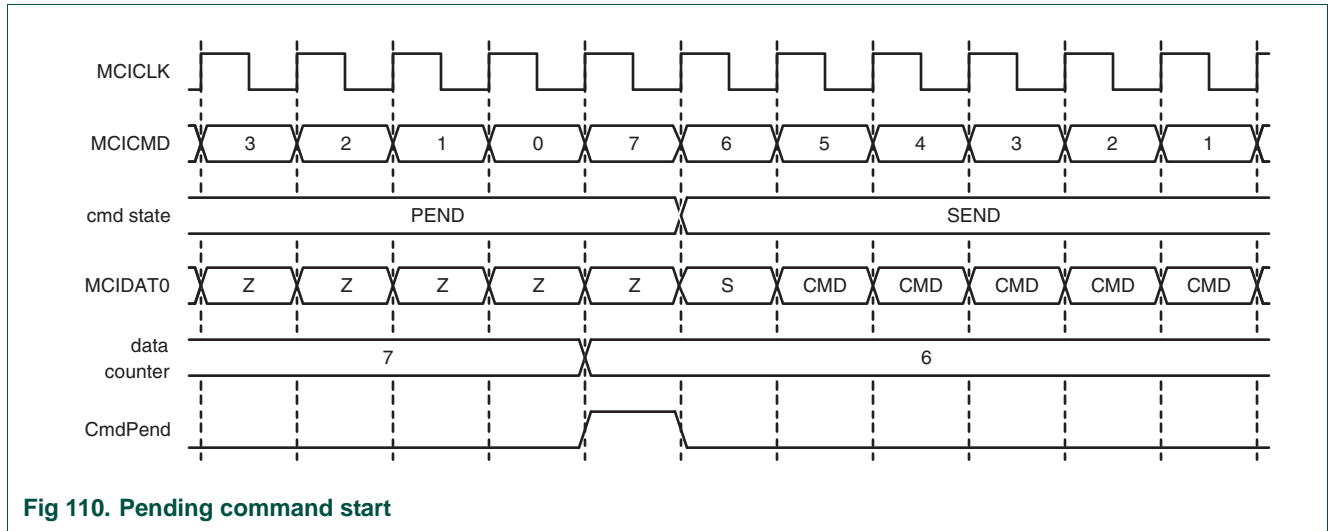 MCICLK
MCICMD 3 2 1 0 7 6 5 4 3 2 1
cmd state PEND SEND
MCIDAT0 Z Z Z Z Z S CMD CMD CMD CMD CMD
data
counter 7 6
CmdPend
Fig 110. Pending command start